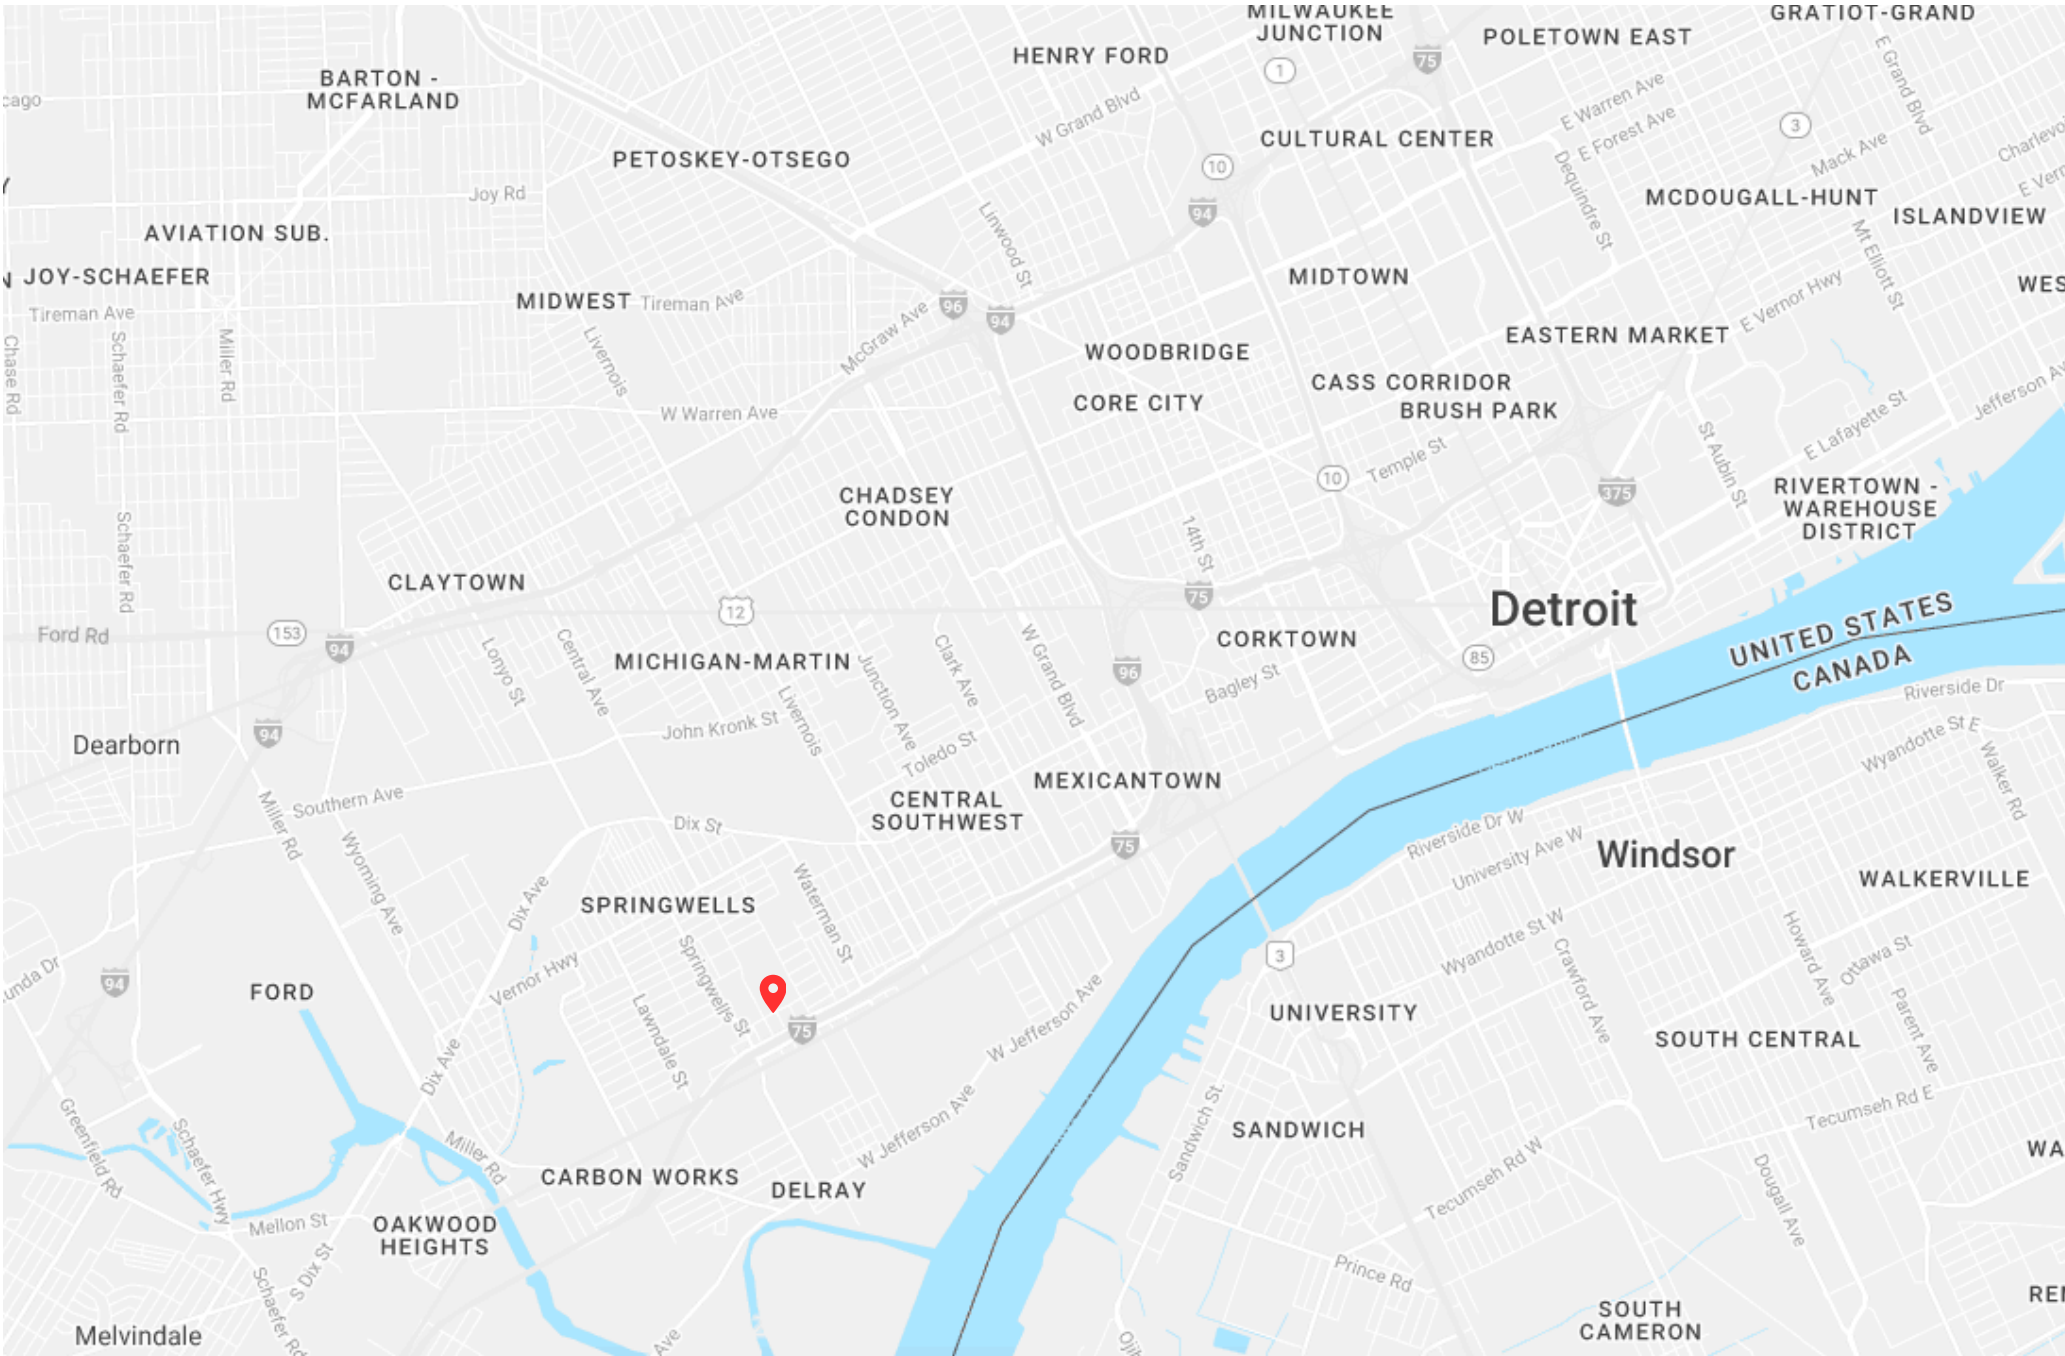 MILWAUKEE
JUNCTION
GRATIOT-GRAND
POLETOWN EAST
HENRY FORD
75
1
E Grand Blvd
BARTON -
MCFARLAND
cago
W Grand Blvd
E Warren Ave
E Forest Ave
3
CULTURAL CENTER
Mack Ave
Charlevo
PETOSKEY-OTSEGO
10
Joy Rd
94
Dequindre St
MCDOUGALL-HUNT
E Vern
ISLANDVIEW
AVIATION SUB.
Linwood St
Mt Elliott St
JOY-SCHAEFER
MIDTOWN
WES
MIDWEST
Tireman Ave
96
94
E Vernor Hwy
Tireman Ave
Chase Rd
Schaefer Rd
Miller Rd
Livernois
McGraw Ave
EASTERN MARKET
WOODBRIDGE
CASS CORRIDOR
BRUSH PARK
CORE CITY
W Warren Ave
Jefferson Av
E Lafayette St
Temple St
St Aubin St
10
375
CHADSEY
CONDON
RIVERTOWN -
WAREHOUSE
DISTRICT
Schaefer Rd
14th St
CLAYTOWN
75
12
Detroit
Ford Rd
153
94
Lonyo St
Central Ave
MICHIGAN-MARTIN
Junction Ave
Clark Ave
W Grand Blvd
96
CORKTOWN
85
Bagley St
UNITED STATES
CANADA
Riverside Dr
Livernois
John Kronk St
Toledo St
94
Dearborn
Wyandotte St E
Walker Rd
MEXICANTOWN
CENTRAL
SOUTHWEST
Southern Ave
Miller Rd
Wyoming Ave
Dix St
75
Riverside Dr W
University Ave W
Windsor
WALKERVILLE
Dix Ave
SPRINGWELLS
Waterman St
Springwells St
Vernor Hwy
Lawndale St
75
3
Wyandotte St W
Crawford Ave
Howard Ave
Ottawa St
Parent Ave
unda Dr
94
FORD
W Jefferson Ave
UNIVERSITY
SOUTH CENTRAL
Dix Ave
Greenfield Rd
Schaefer Hwy
Miller Rd
W Jefferson Ave
Sandwich St
SANDWICH
Tecumseh Rd E
Tecumseh Rd W
WA
CARBON WORKS
DELRAY
Dougall Ave
OAKWOOD
HEIGHTS
Mellon St
S Dix St
Schaefer Rd
Prince Rd
REN
SOUTH
CAMERON
Melvindale
Ave
Ojib